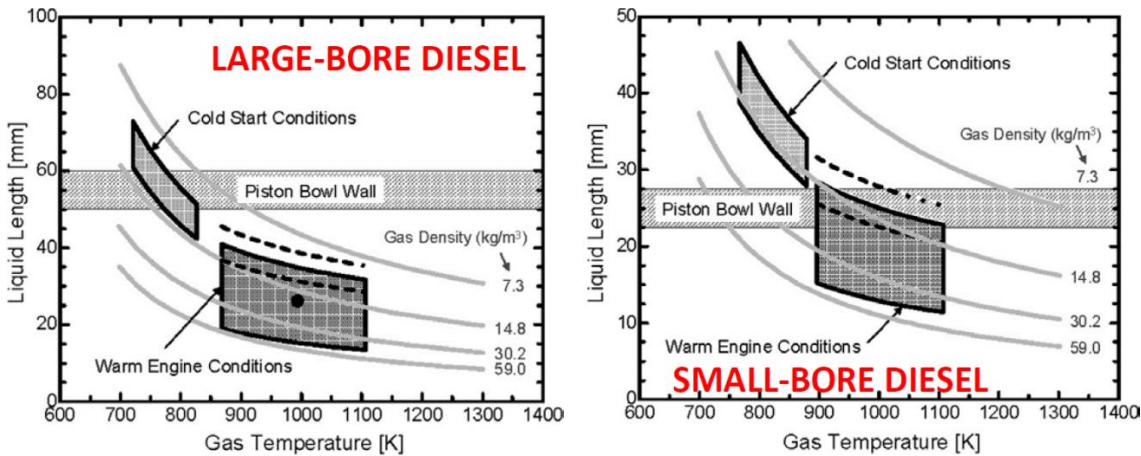 LARGE-BORE DIESEL
Cold Start Conditions
Piston Bowl Wall
Gas Density (kg/m³)
7.3
14.8
30.2
59.0
Warm Engine Conditions
Liquid Length [mm]
100
80
60
40
20
0
600 700 800 900 1000 1100 1200 1300 1400
Gas Temperature [K]
Cold Start Conditions
Gas Density (kg/m³)
7.3
Piston Bowl Wall
14.8
30.2
59.0
Warm Engine Conditions
SMALL-BORE DIESEL
Liquid Length [mm]
50
40
30
20
10
0
600 700 800 900 1000 1100 1200 1300 1400
Gas Temperature [K]